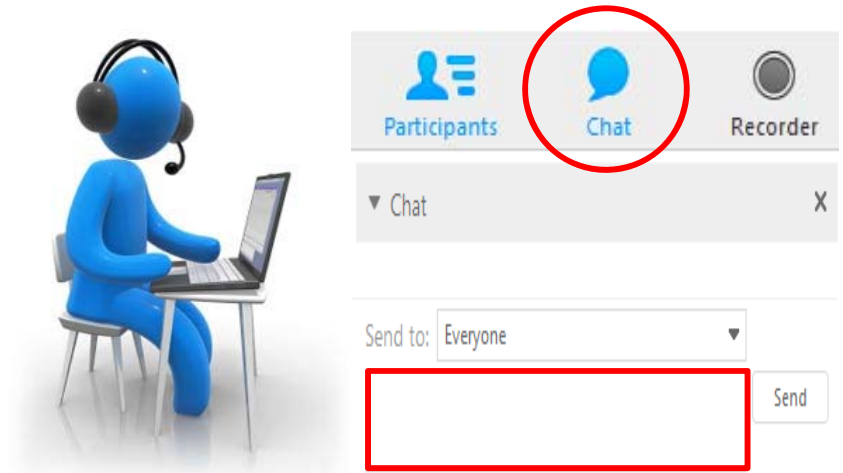 Participants Chat Recorder
▼ Chat X
Send to: Everyone ▼
Send